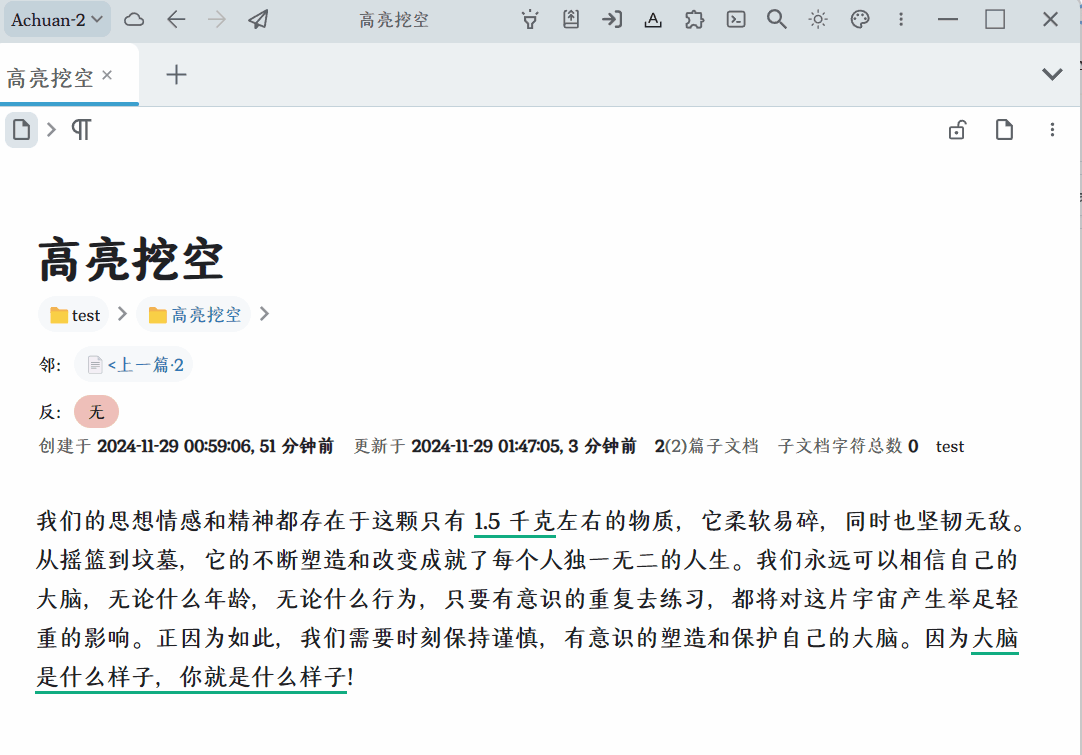 Achuan-2
高亮挖空
高亮挖空
高亮挖空
test
高亮挖空
邻: <上一篇·2
反: 无
创建于 2024-11-29 00:59:06, 51 分钟前 更新于 2024-11-29 01:47:05, 3 分钟前 2(2)篇子文档 子文档字符总数 0 test
我们的思想情感和精神都存在于这颗只有 1.5 千克左右的物质，它柔软易碎，同时也坚韧无敌。
从摇篮到坟墓，它的不断塑造和改变成就了每个人独一无二的人生。我们永远可以相信自己的
大脑，无论什么年龄，无论什么行为，只要有意识的重复去练习，都将对这片宇宙产生举足轻
重的影响。正因为如此，我们需要时刻保持谨慎，有意识的塑造和保护自己的大脑。因为大脑
是什么样子，你就是什么样子!